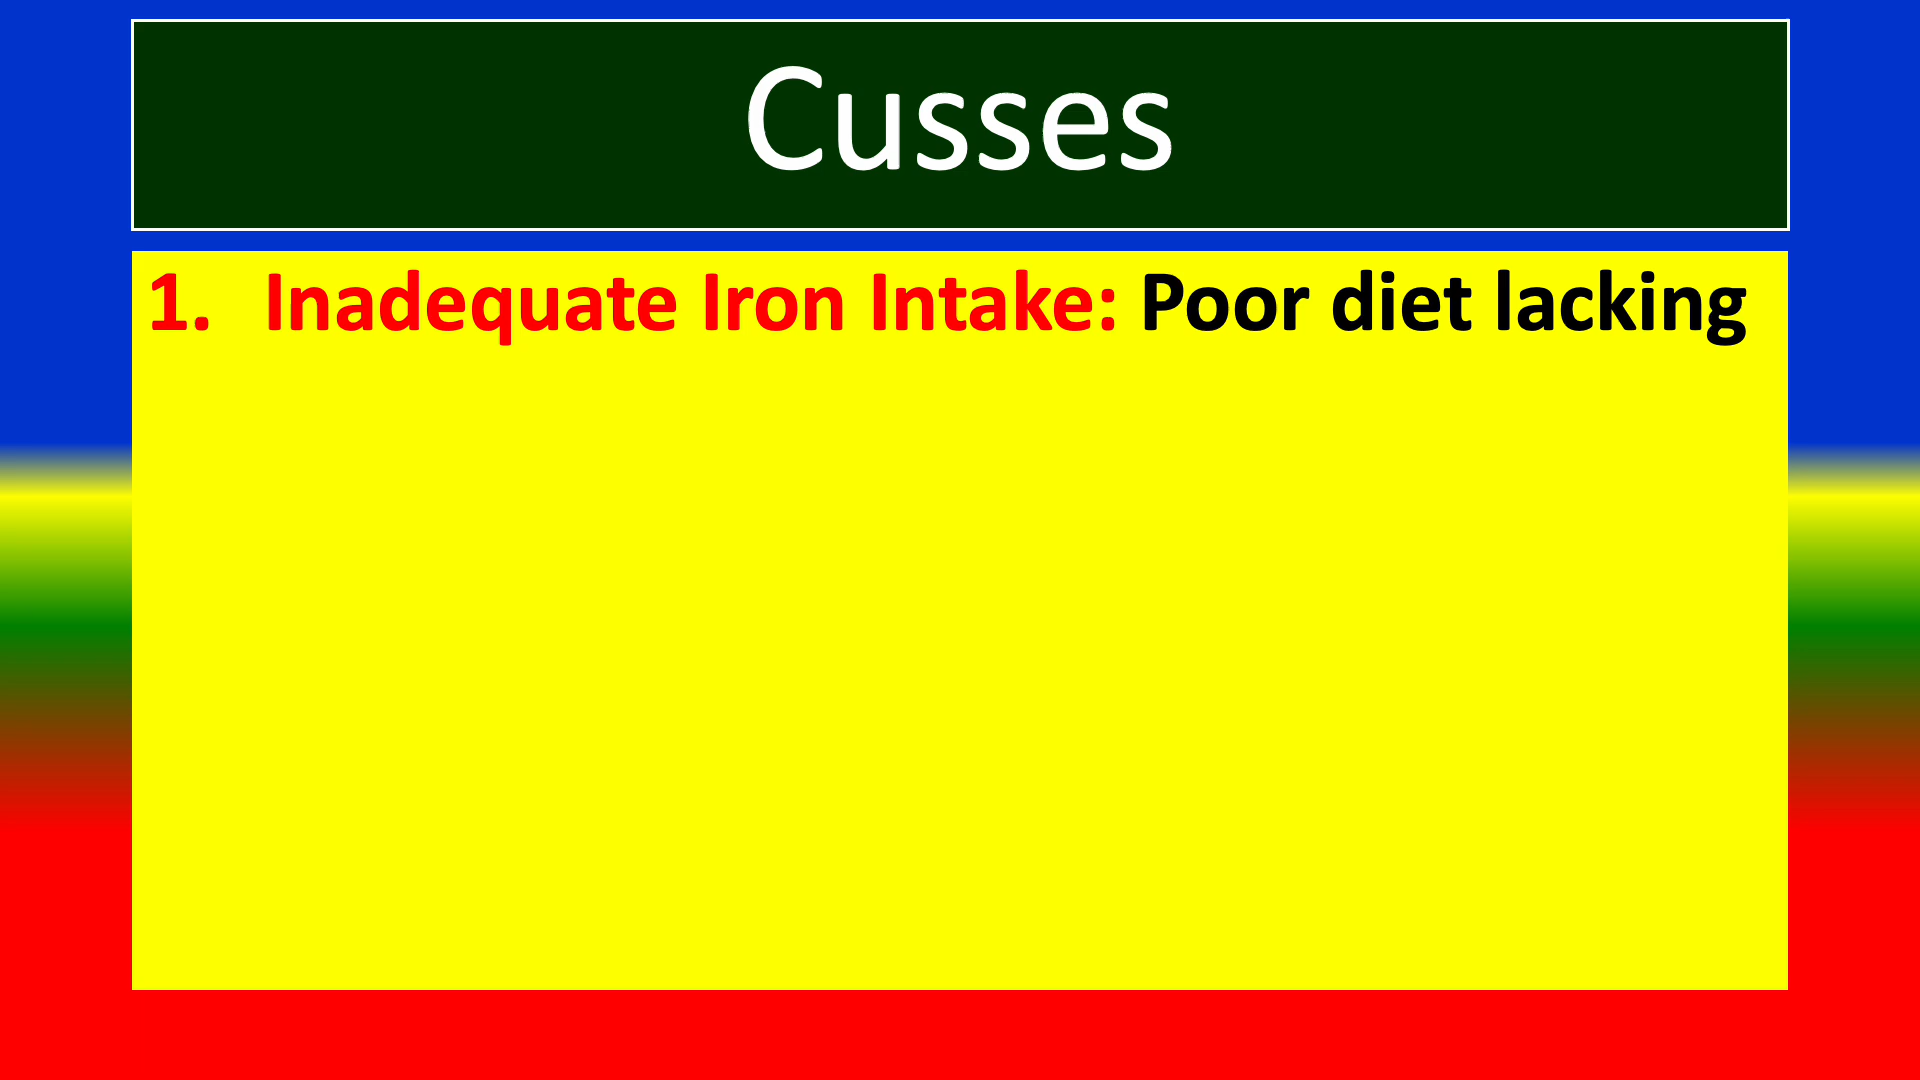 Cusses
1. Inadequate Iron Intake: Poor diet lacking